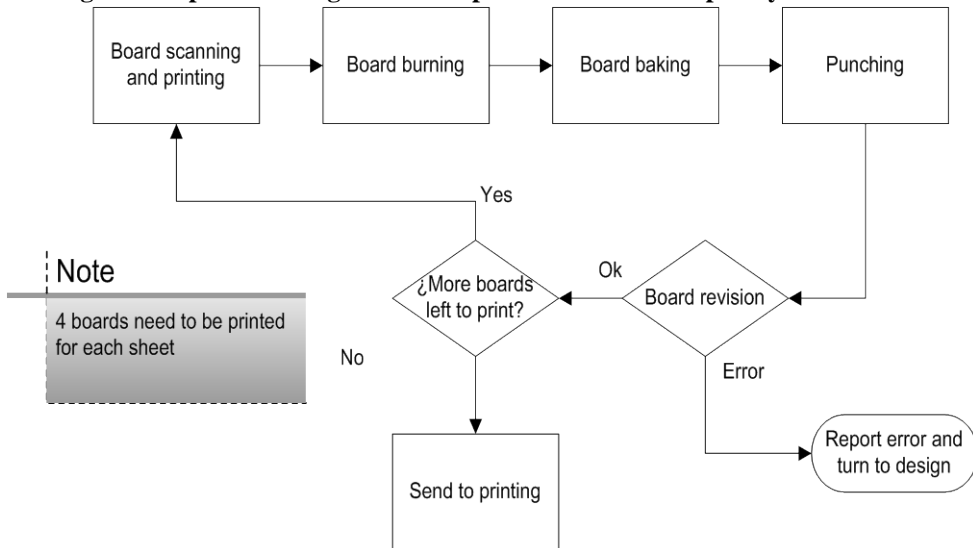 Board scanning
and printing
Board burning
Board baking
Punching
Yes
Note
4 boards need to be printed
for each sheet
¿More boards
left to print?
Ok
Board revision
No
Error
Report error and
turn to design
Send to printing